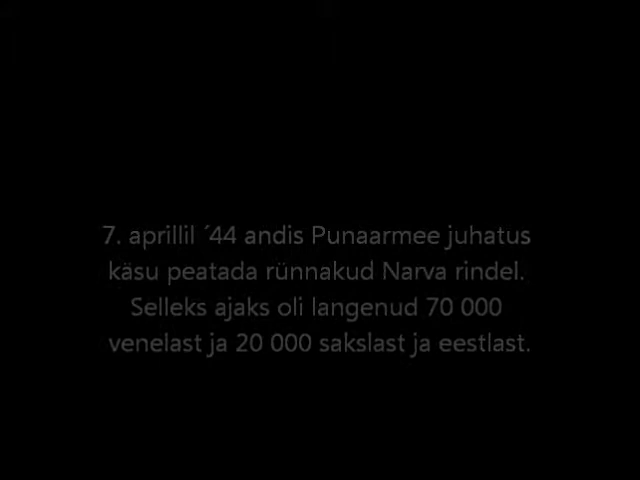 7. aprillil ´44 andis Punaarmee juhatus
käsu peatada rünnakud Narva rindel.
Selleks ajaks oli langenud 70 000
venelast ja 20 000 sakslast ja eestlast.